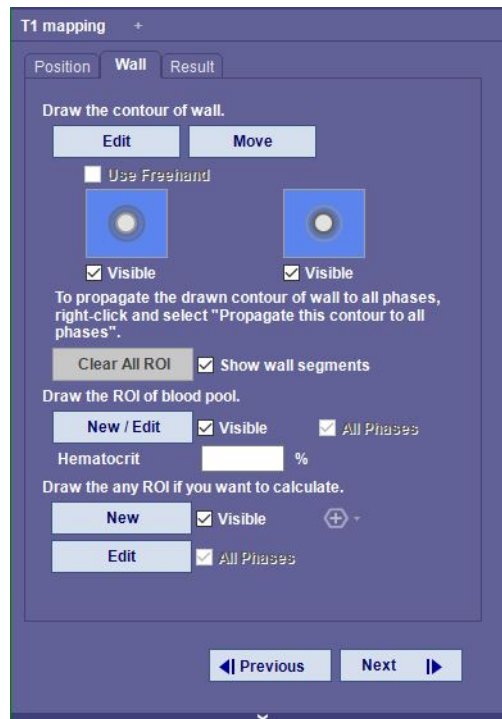 T1 mapping +
Position Wall Result
Draw the contour of wall.
Edit Move
Use Freehand
Visible Visible
To propagate the drawn contour of wall to all phases,
right-click and select "Propagate this contour to all
phases".
Clear All ROI Show wall segments
Draw the ROI of blood pool.
New / Edit Visible All Phases
Hematocrit %
Draw the any ROI if you want to calculate.
New Visible
Edit All Phases
Previous Next